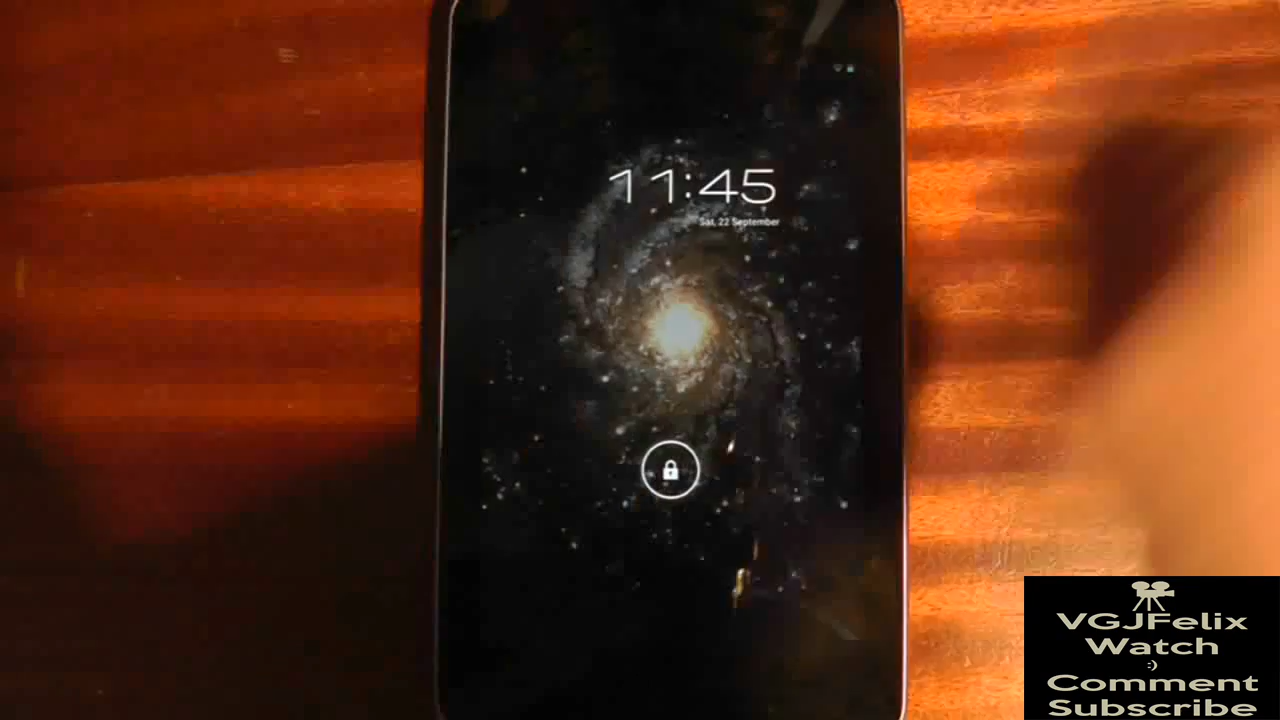 11:45
Sat, 22 September
VGJFelix
Watch
:)
Comment
Subscribe